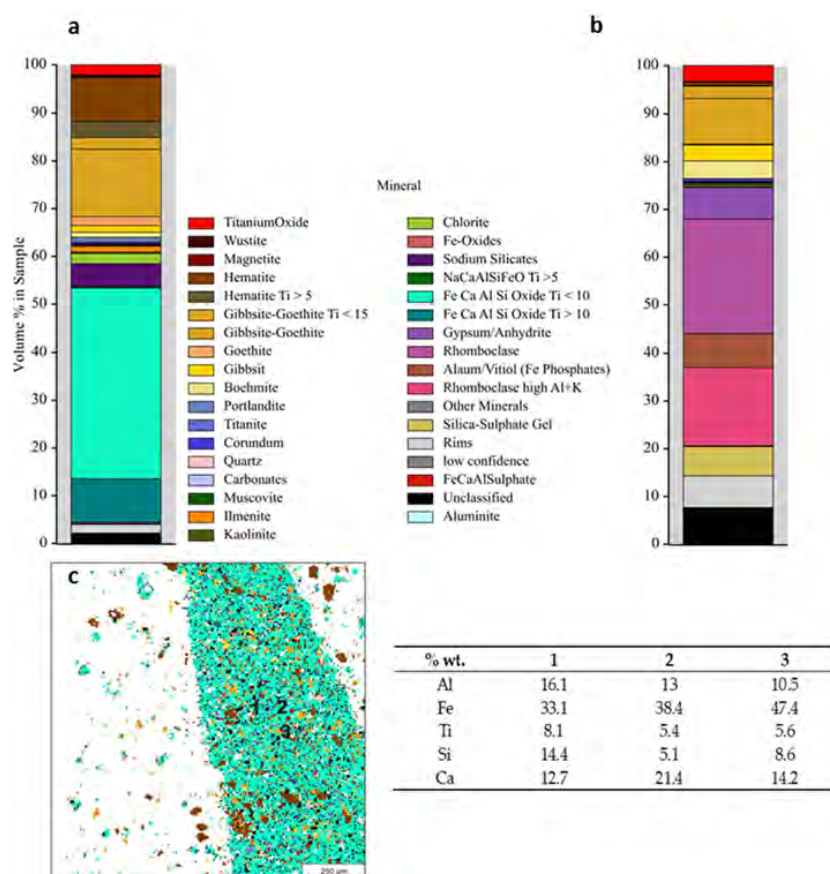 a
b
100
90
80
70
60
50
40
30
20
10
0
Volume % in Sample
100
90
80
70
60
50
40
30
20
10
0
Mineral
TitaniumOxide
Wustite
Magnetite
Hematite
Hematite Ti > 5
Gibbsite-Goethite Ti < 15
Gibbsite-Goethite
Goethite
Gibbsit
Boehmite
Portlandite
Titanite
Corundum
Quartz
Carbonates
Muscovite
Ilmenite
Kaolinite
Chlorite
Fe-Oxides
Sodium Silicates
NaCaAlSiFeO Ti >5
Fe Ca Al Si Oxide Ti < 10
Fe Ca Al Si Oxide Ti > 10
Gypsum/Anhydrite
Rhomboclase
Alaum/Vitiol (Fe Phosphates)
Rhomboclase high Al+K
Other Minerals
Silica-Sulphate Gel
Rims
low confidence
FeCaAlSulphate
Unclassified
Aluminite
c
1 2
3
250 µm
% wt. 1 2 3
Al 16.1 13 10.5
Fe 33.1 38.4 47.4
Ti 8.1 5.4 5.6
Si 14.4 5.1 8.6
Ca 12.7 21.4 14.2